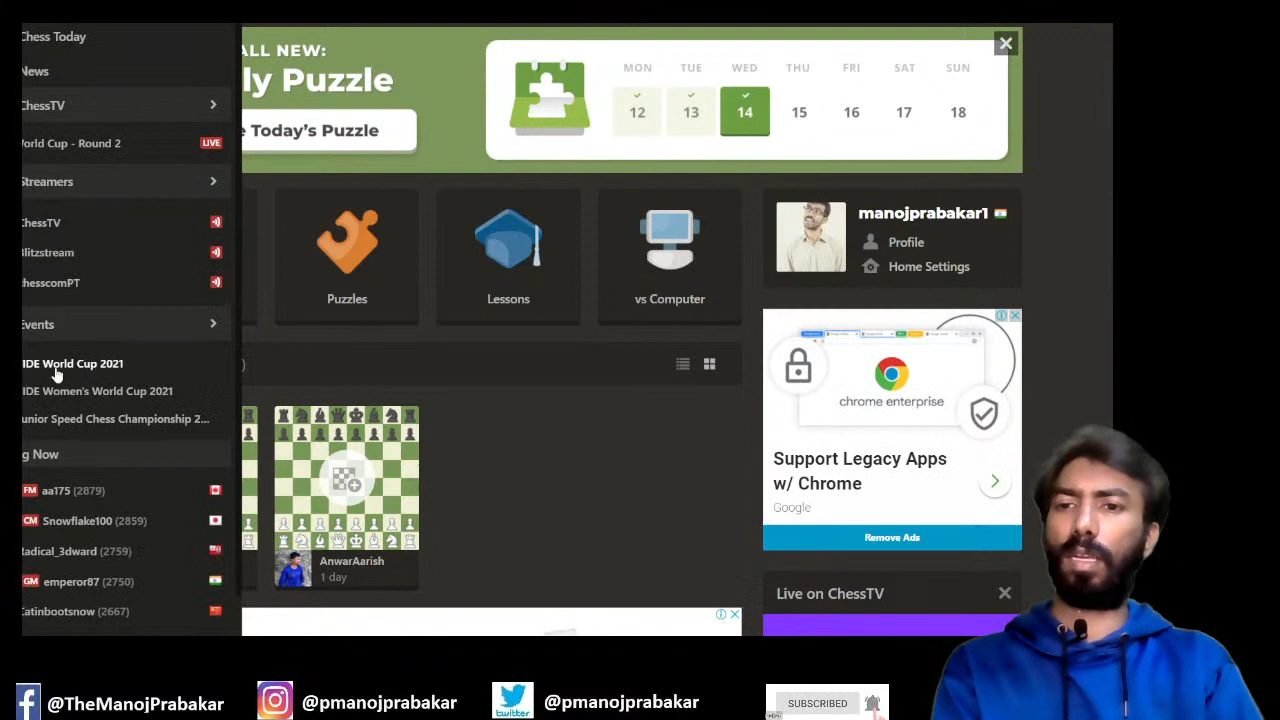 Chess Today
News
ChessTV
World Cup - Round 2
LIVE
Streamers
ChessTV
Blitzstream
chesscomPT
Events
IDE World Cup 2021
IDE Women's World Cup 2021
unior Speed Chess Championship 2...
g Now
FM aa175 (2879)
CM Snowflake100 (2859)
Radical_3dward (2759)
GM emperor87 (2750)
Catinbootsnow (2667)
ALL NEW:
ly Puzzle
e Today's Puzzle
MON TUE WED THU FRI SAT SUN
12 13 14 15 16 17 18
Puzzles
Lessons
vs Computer
AnwarAarish
1 day
manojprabakar1
Profile
Home Settings
chrome enterprise
Support Legacy Apps
w/ Chrome
Google
Remove Ads
Live on ChessTV
@TheManojPrabakar
@pmanojprabakar
twitter
@pmanojprabakar
SUBSCRIBED